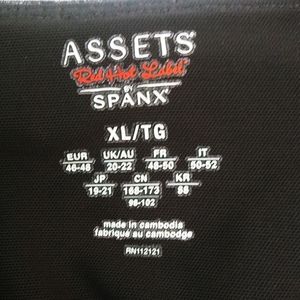 ASSETS
Red Hot Label
BY
SPANX
XL/TG
EUR UK/AU FR IT
46-48 20-22 48-50 50-52
JP CN KR
19-21 168-173 88
98-102
made in cambodia
fabriqué au cambodge
RN112121